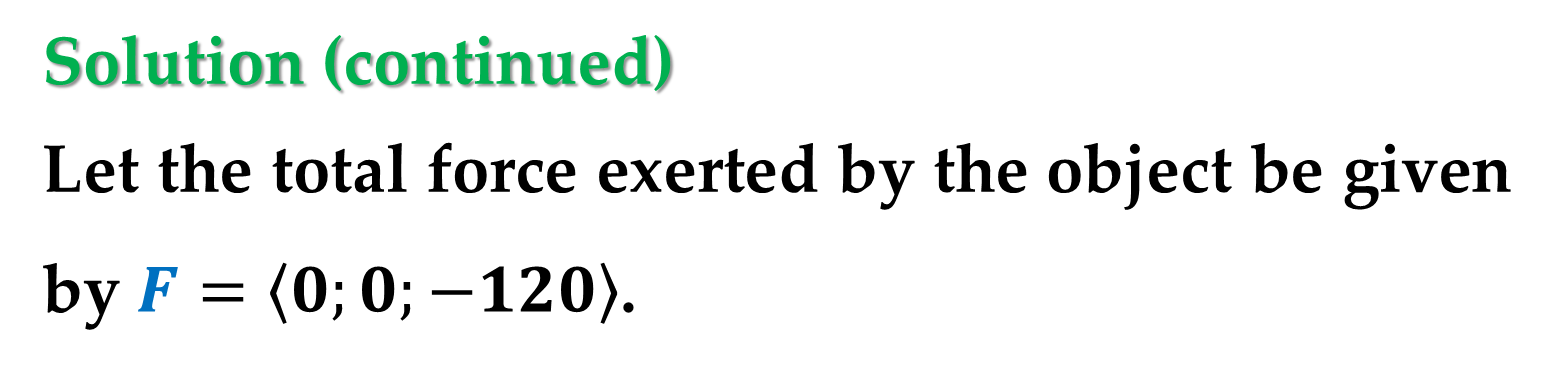 Solution (continued)
Let the total force exerted by the object be given
by F = ⟨0; 0; −120⟩.